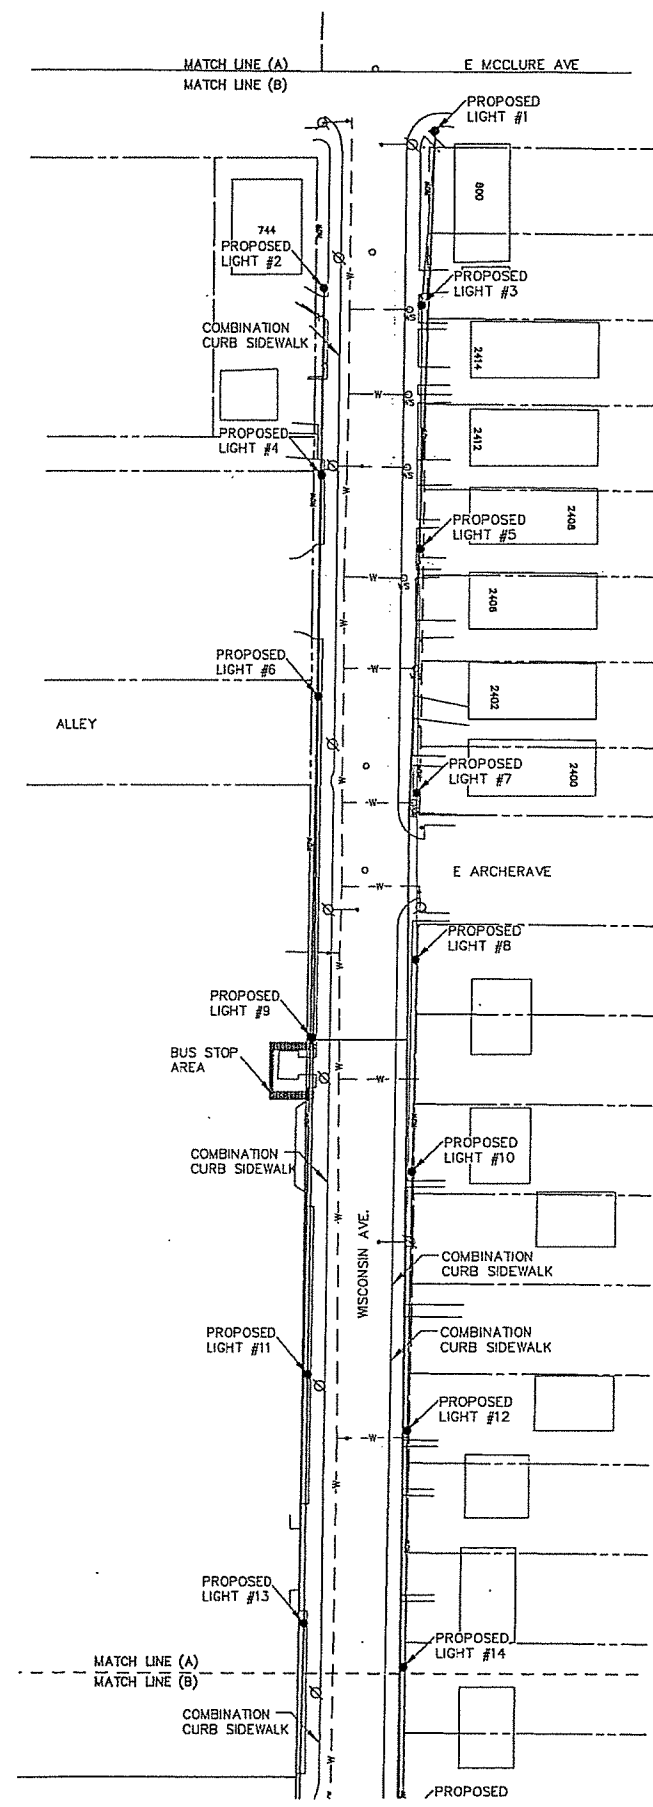 MATCH LINE (A)
E MCCLURE AVE
MATCH LINE (B)
PROPOSED
LIGHT #1
800
744
PROPOSED
LIGHT #2
PROPOSED
LIGHT #3
COMBINATION
CURB SIDEWALK
2414
W
2412
PROPOSED
LIGHT #4
W
2408
PROPOSED
LIGHT #5
W
2406
PROPOSED
LIGHT #6
W
2402
ALLEY
PROPOSED
LIGHT #7
2400
W
E ARCHERAVE
W
PROPOSED
LIGHT #8
PROPOSED
LIGHT #9
BUS STOP
AREA
W
PROPOSED
LIGHT #10
COMBINATION
CURB SIDEWALK
WISCONSIN AVE.
COMBINATION
CURB SIDEWALK
COMBINATION
CURB SIDEWALK
PROPOSED
LIGHT #11
PROPOSED
LIGHT #12
W
PROPOSED
LIGHT #13
PROPOSED
LIGHT #14
MATCH LINE (A)
MATCH LINE (B)
COMBINATION
CURB SIDEWALK
PROPOSED